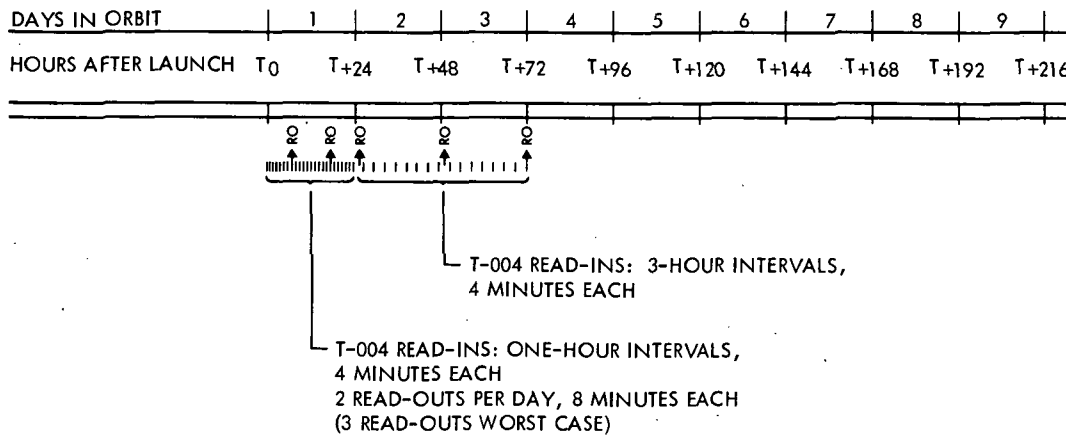 DAYS IN ORBIT 1 2 3 4 5 6 7 8 9
HOURS AFTER LAUNCH T0 T+24 T+48 T+72 T+96 T+120 T+144 T+168 T+192 T+216
RO RO RO RO RO
T-004 READ-INS: 3-HOUR INTERVALS,
4 MINUTES EACH
T-004 READ-INS: ONE-HOUR INTERVALS,
4 MINUTES EACH
2 READ-OUTS PER DAY, 8 MINUTES EACH
(3 READ-OUTS WORST CASE)